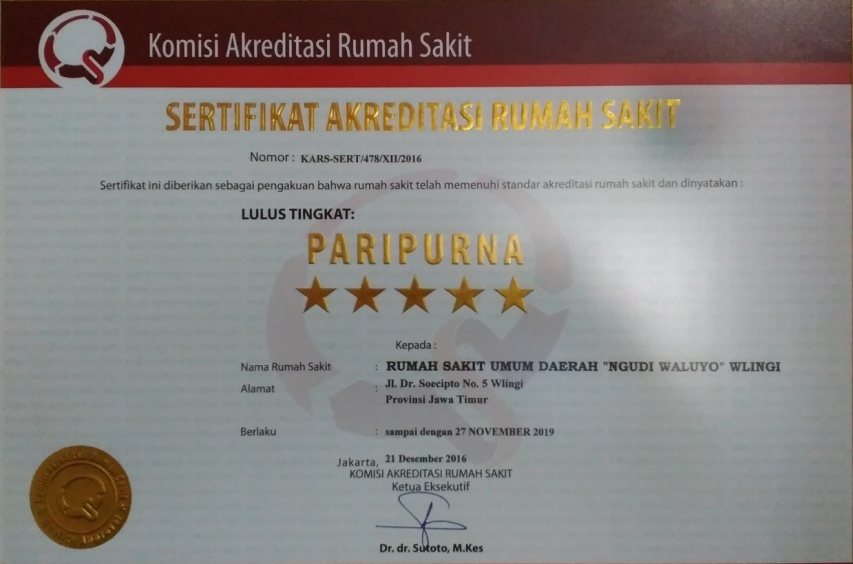 Komisi Akreditasi Rumah Sakit
SERTIFIKAT AKREDITASI RUMAH SAKIT
Nomor : KARS-SERT/478/XII/2016
Sertifikat ini diberikan sebagai pengakuan bahwa rumah sakit telah memenuhi standar akreditasi rumah sakit dan dinyatakan :
LULUS TINGKAT:
PARIPURNA
Kepada :
Nama Rumah Sakit : RUMAH SAKIT UMUM DAERAH "NGUDI WALUYO" WLINGI
Alamat : Jl. Dr. Soecipto No. 5 Wlingi
Provinsi Jawa Timur
Berlaku : sampai dengan 27 NOVEMBER 2019
Jakarta, 21 Desember 2016
KOMISI AKREDITASI RUMAH SAKIT
Ketua Eksekutif
Dr. dr. Sutoto, M.Kes